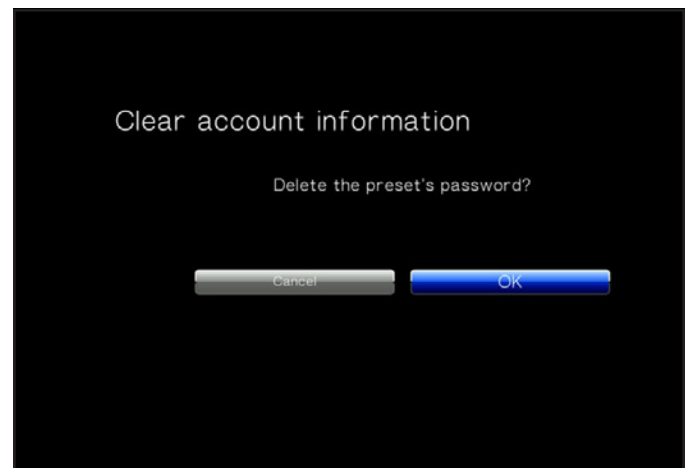 Clear account information
Delete the preset's password?
Cancel
OK